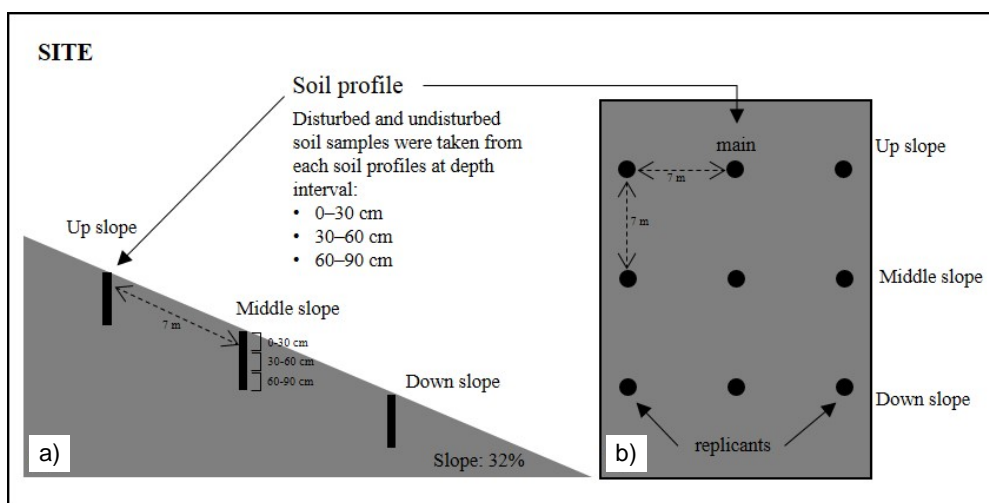 SITE
Soil profile
Disturbed and undisturbed
soil samples were taken from
each soil profiles at depth
interval:
• 0–30 cm
• 30–60 cm
• 60–90 cm
Up slope
7 m
Middle slope
0-30 cm
30-60 cm
60-90 cm
Down slope
Slope: 32%
a)
main
Up slope
7 m
7 m
Middle slope
Down slope
replicants
b)